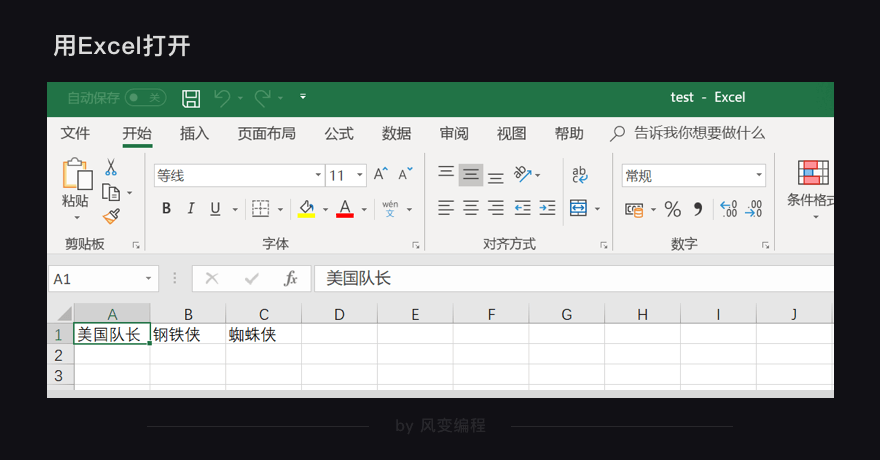 用Excel打开
自动保存 关 test - Excel
文件 开始 插入 页面布局 公式 数据 审阅 视图 帮助 告诉我你想要做什么
粘贴 等线 11 A A ab c 常规 条件格式
B I U A wén 文 % , .0 .00 .00 .0
剪贴板 字体 对齐方式 数字
A1 fx 美国队长
A B C D E F G H I J
1 美国队长 钢铁侠 蜘蛛侠
2
3
by 风变编程